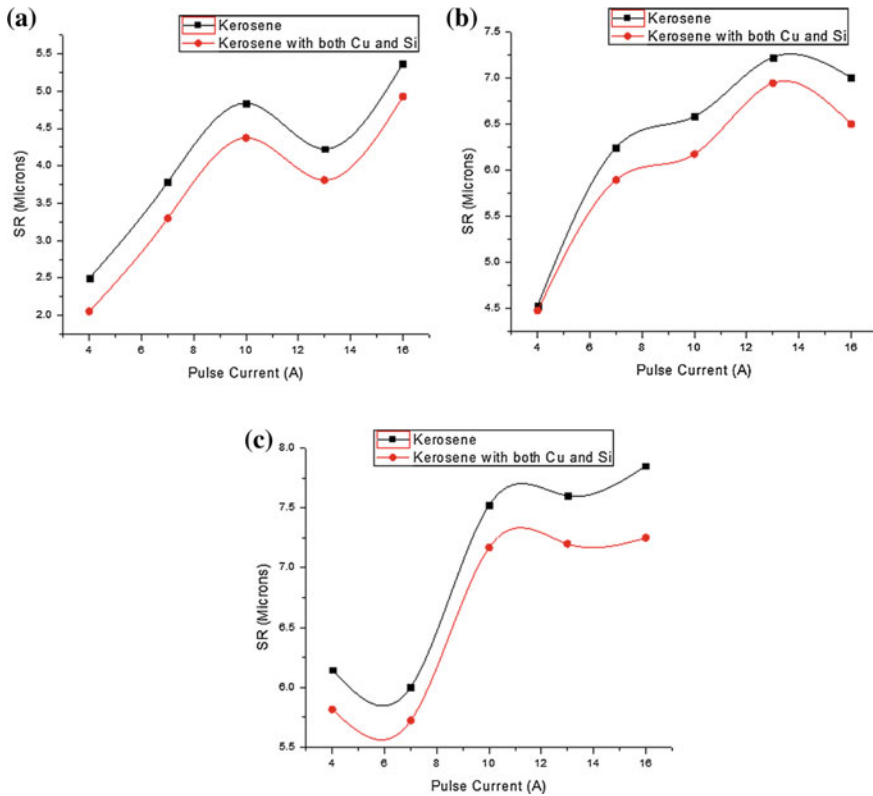 (a)
Kerosene
Kerosene with both Cu and Si
5.5
5.0
4.5
4.0
3.5
3.0
2.5
2.0
SR (Microns)
4 6 8 10 12 14 16
Pulse Current (A)
(b)
Kerosene
Kerosene with both Cu and Si
7.5
7.0
6.5
6.0
5.5
5.0
4.5
SR (Microns)
4 6 8 10 12 14 16
Pulse Current (A)
(c)
Kerosene
Kerosene with both Cu and Si
8.0
7.5
7.0
6.5
6.0
5.5
SR (Microns)
4 6 8 10 12 14 16
Pulse Current (A)